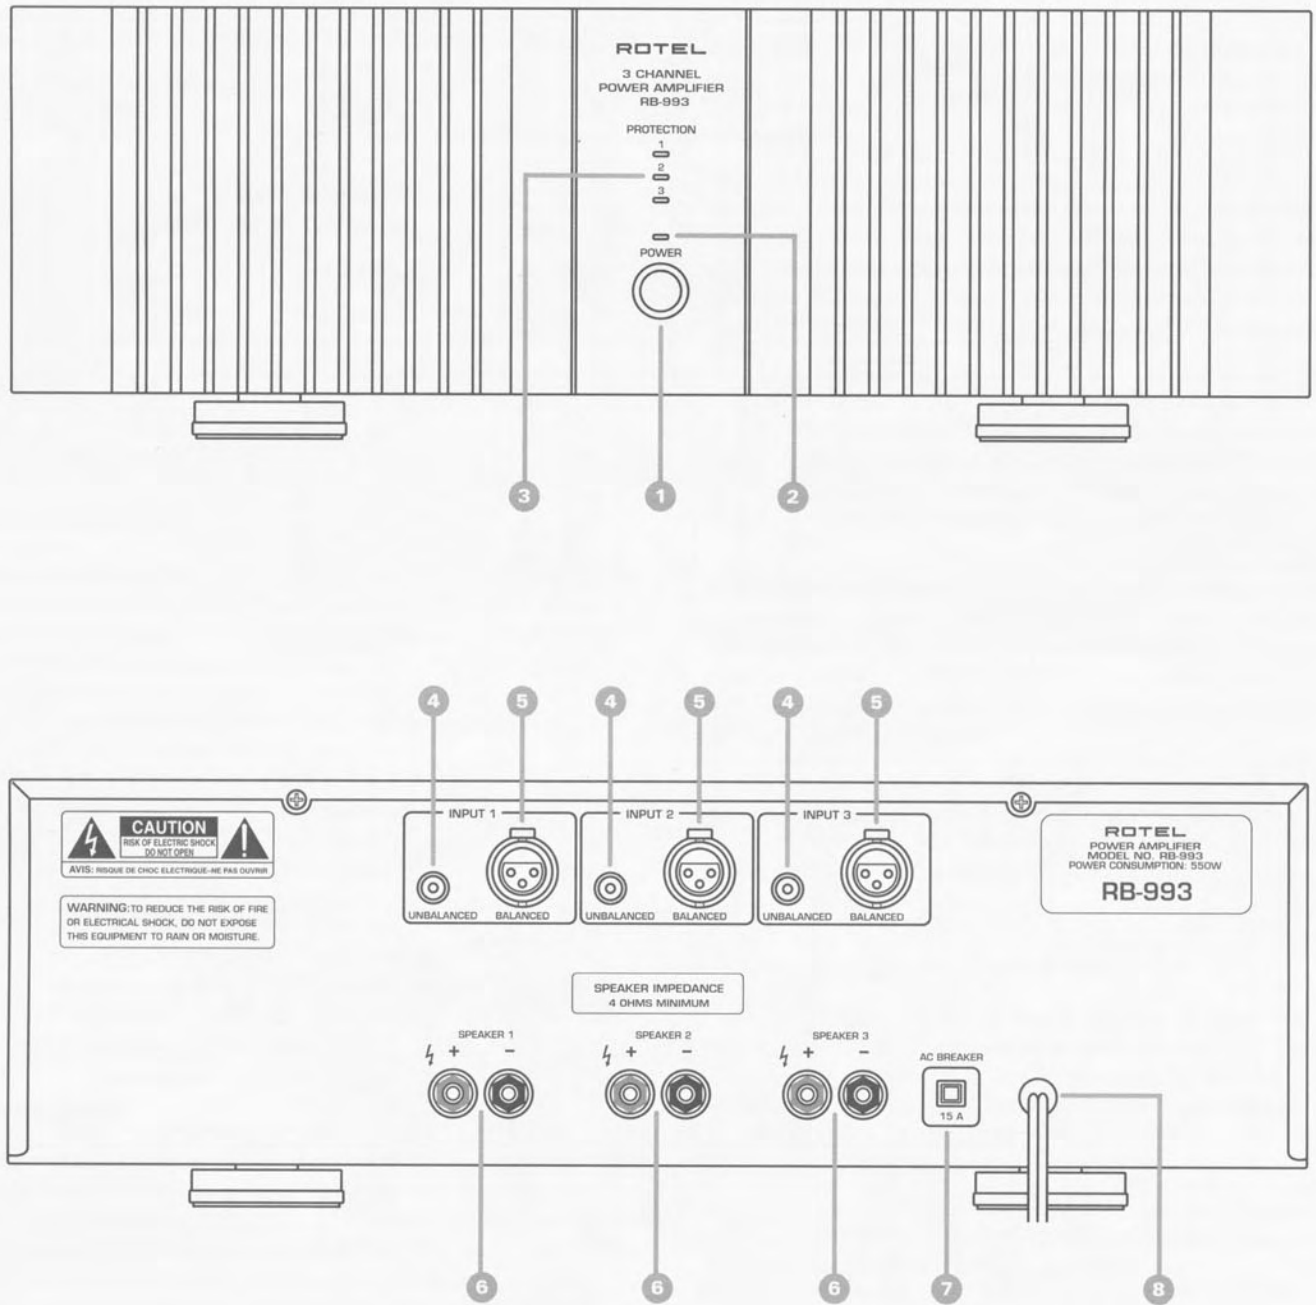 ROTEL
3 CHANNEL
POWER AMPLIFIER
RB-993
PROTECTION
1
2
3
POWER
3
1
2
4
5
4
5
4
5
INPUT 1
INPUT 2
INPUT 3
CAUTION
RISK OF ELECTRIC SHOCK
DO NOT OPEN
AVIS: RISQUE DE CHOC ELECTRIQUE-NE PAS OUVRIR
WARNING: TO REDUCE THE RISK OF FIRE
OR ELECTRICAL SHOCK, DO NOT EXPOSE
THIS EQUIPMENT TO RAIN OR MOISTURE.
UNBALANCED
BALANCED
UNBALANCED
BALANCED
UNBALANCED
BALANCED
ROTEL
POWER AMPLIFIER
MODEL NO. RB-993
POWER CONSUMPTION: 550W
RB-993
SPEAKER IMPEDANCE
4 OHMS MINIMUM
SPEAKER 1
+ −
SPEAKER 2
+ −
SPEAKER 3
+ −
AC BREAKER
15 A
6
6
6
7
8